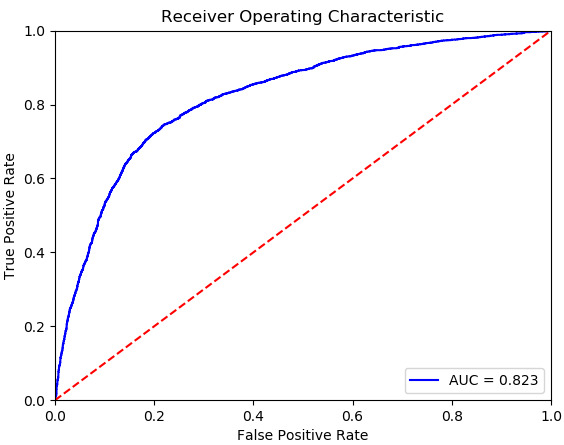 Receiver Operating Characteristic
1.0
0.8
0.6
0.4
0.2
0.0
True Positive Rate
AUC = 0.823
0.0 0.2 0.4 0.6 0.8 1.0
False Positive Rate